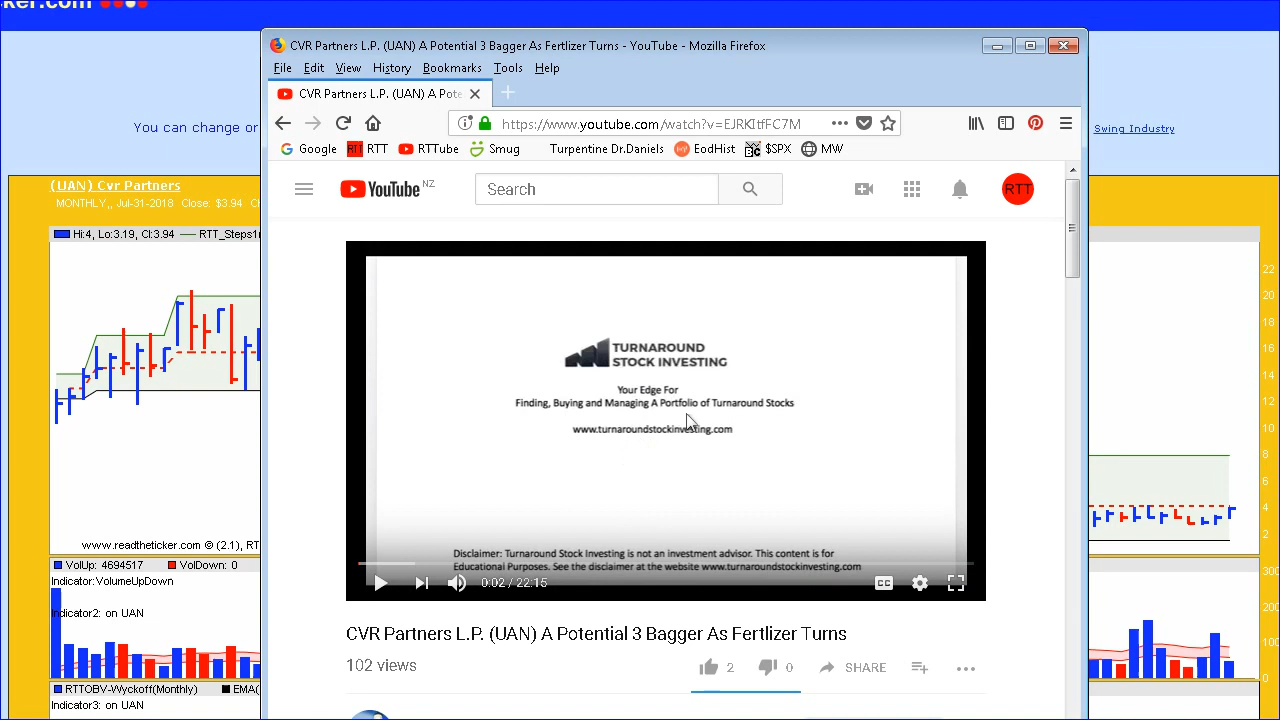 ker.com
CVR Partners L.P. (UAN) A Potential 3 Bagger As Fertlizer Turns - YouTube - Mozilla Firefox
File Edit View History Bookmarks Tools Help
CVR Partners L.P. (UAN) A Pote
You can change or
https://www.youtube.com/watch?v=EJRKItfFC7M
Swing Industry
Google RTT RTT RTTube Smug Turpentine Dr.Daniels EodHist $SPX MW
(UAN) Cvr Partners
MONTHLY,, Jul-31-2018 Close: $3.94
YouTube NZ
Search
RTT
Hi:4, Lo:3.19, Cl:3.94 RTT_Steps1
22
20
18
16
14
12
10
8
6
4
2
TURNAROUND
STOCK INVESTING
Your Edge For
Finding, Buying and Managing A Portfolio of Turnaround Stocks
www.turnaroundstockinvesting.com
Disclaimer: Turnaround Stock Investing is not an investment advisor. This content is for
Educational Purposes. See the disclaimer at the website www.turnaroundstockinvesting.com
www.readtheticker.com © (2.1), RT
VolUp: 4694517 VolDown: 0
Indicator:VolumeUpDown
0:02 / 22:15
CC
Indicator2: on UAN
300
200
100
0
CVR Partners L.P. (UAN) A Potential 3 Bagger As Fertlizer Turns
102 views
2 0 SHARE
RTTOBV-Wyckoff(Monthly) EMA(
Indicator3: on UAN